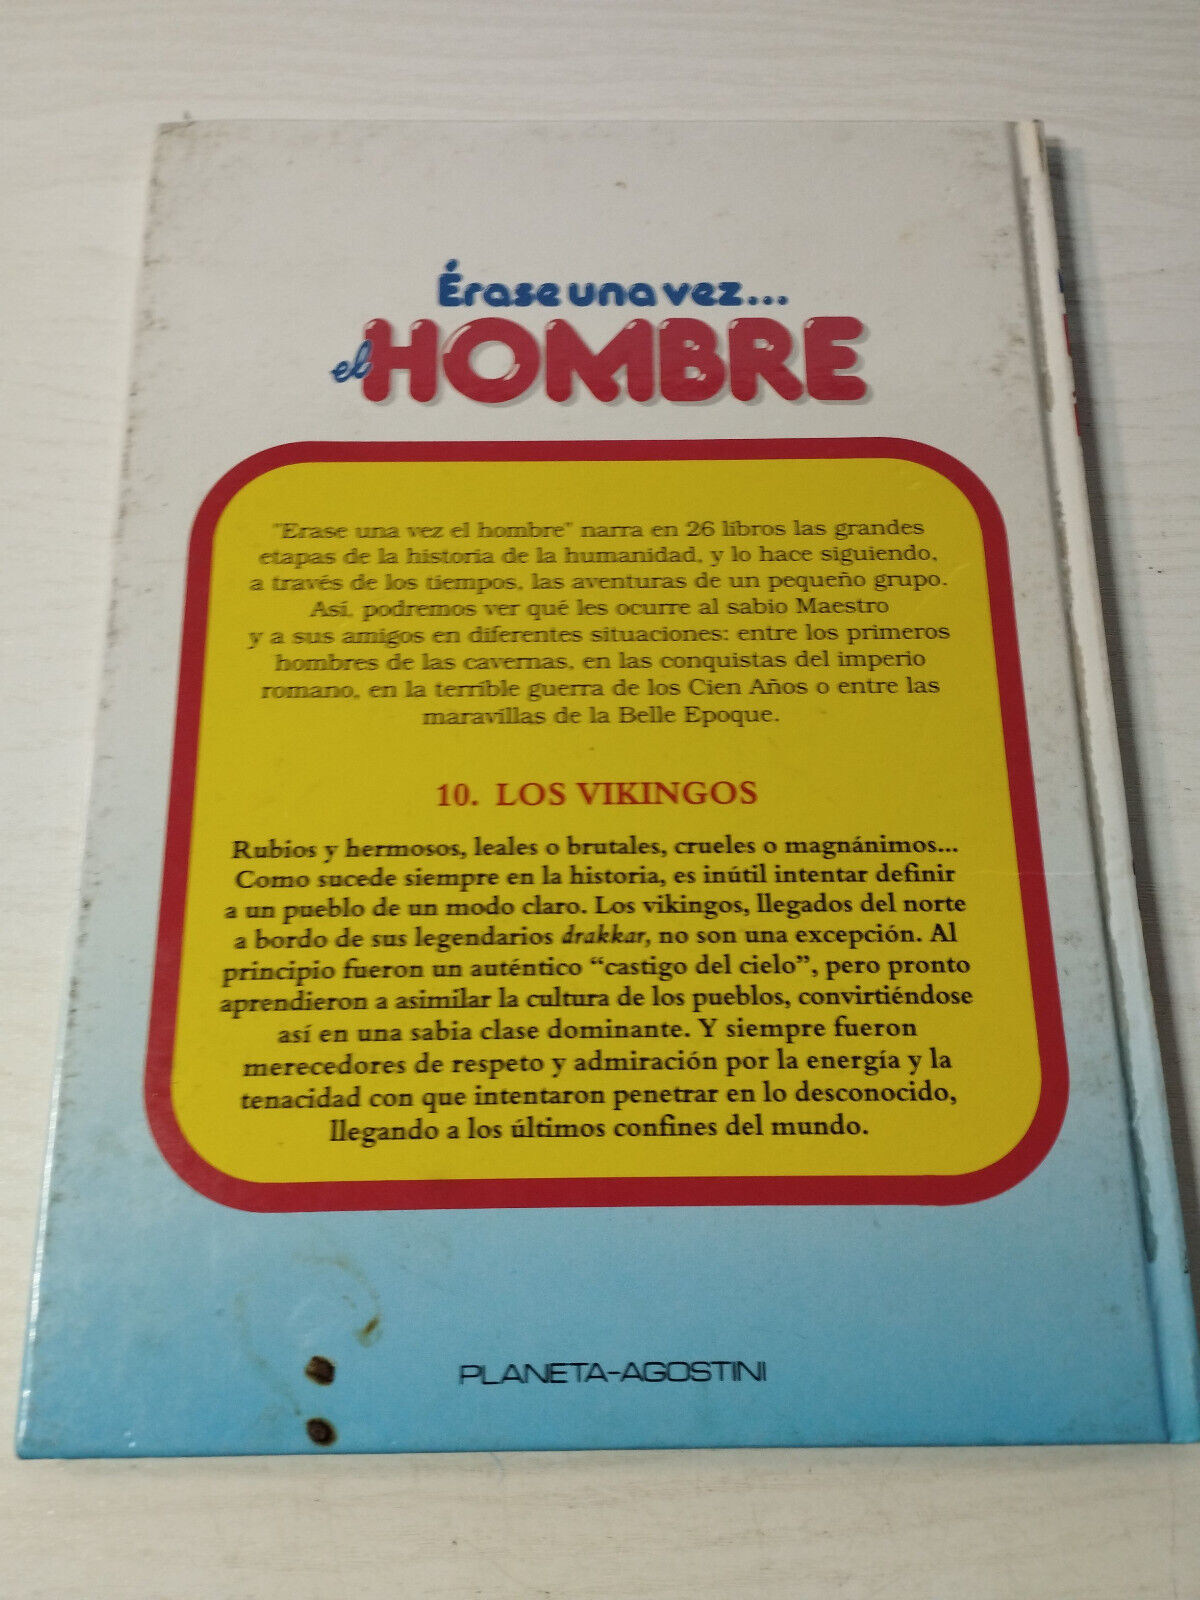 Érase una vez...
el HOMBRE
"Erase una vez el hombre" narra en 26 libros las grandes
etapas de la historia de la humanidad, y lo hace siguiendo,
a través de los tiempos, las aventuras de un pequeño grupo.
Así, podremos ver qué les ocurre al sabio Maestro
y a sus amigos en diferentes situaciones: entre los primeros
hombres de las cavernas, en las conquistas del imperio
romano, en la terrible guerra de los Cien Años o entre las
maravillas de la Belle Epoque.
10. LOS VIKINGOS
Rubios y hermosos, leales o brutales, crueles o magnánimos...
Como sucede siempre en la historia, es inútil intentar definir
a un pueblo de un modo claro. Los vikingos, llegados del norte
a bordo de sus legendarios drakkar, no son una excepción. Al
principio fueron un auténtico “castigo del cielo”, pero pronto
aprendieron a asimilar la cultura de los pueblos, convirtiéndose
así en una sabia clase dominante. Y siempre fueron
merecedores de respeto y admiración por la energía y la
tenacidad con que intentaron penetrar en lo desconocido,
llegando a los últimos confines del mundo.
PLANETA-AGOSTINI